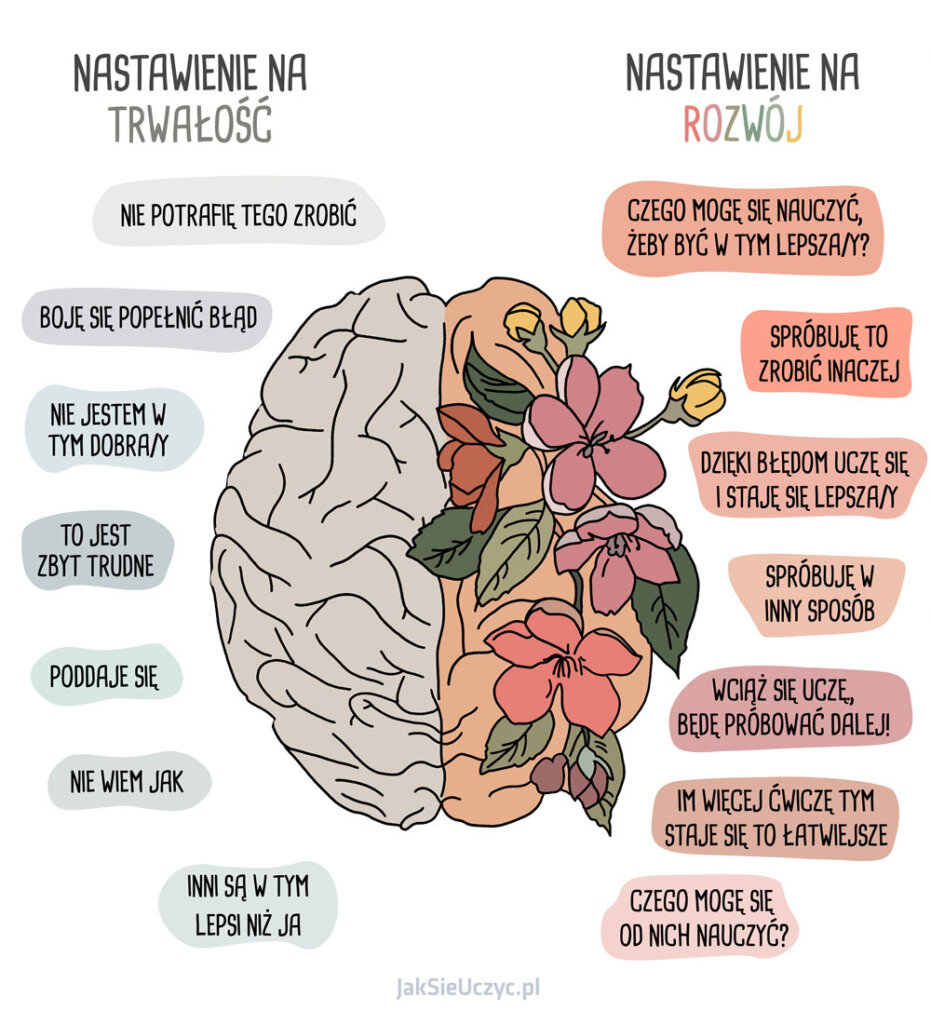 NASTAWIENIE NA
TRWAŁOŚĆ
NIE POTRAFIĘ TEGO ZROBIĆ
BOJĘ SIĘ POPEŁNIĆ BŁĄD
NIE JESTEM W
TYM DOBRA/Y
TO JEST
ZBYT TRUDNE
PODDAJE SIĘ
NIE WIEM JAK
INNI SĄ W TYM
LEPSI NIŻ JA
NASTAWIENIE NA
ROZWÓJ
CZEGO MOGĘ SIĘ NAUCZYĆ,
ŻEBY BYĆ W TYM LEPSZA/Y?
SPRÓBUJĘ TO
ZROBIĆ INACZEJ
DZIĘKI BŁĘDOM UCZĘ SIĘ
I STAJĘ SIĘ LEPSZA/Y
SPRÓBUJĘ W
INNY SPOSÓB
WCIĄŻ SIĘ UCZĘ,
BĘDĘ PRÓBOWAĆ DALEJ!
IM WIĘCEJ ĆWICZĘ TYM
STAJE SIĘ TO ŁATWIEJSZE
CZEGO MOGĘ SIĘ
OD NICH NAUCZYĆ?
JakSieUczyc.pl